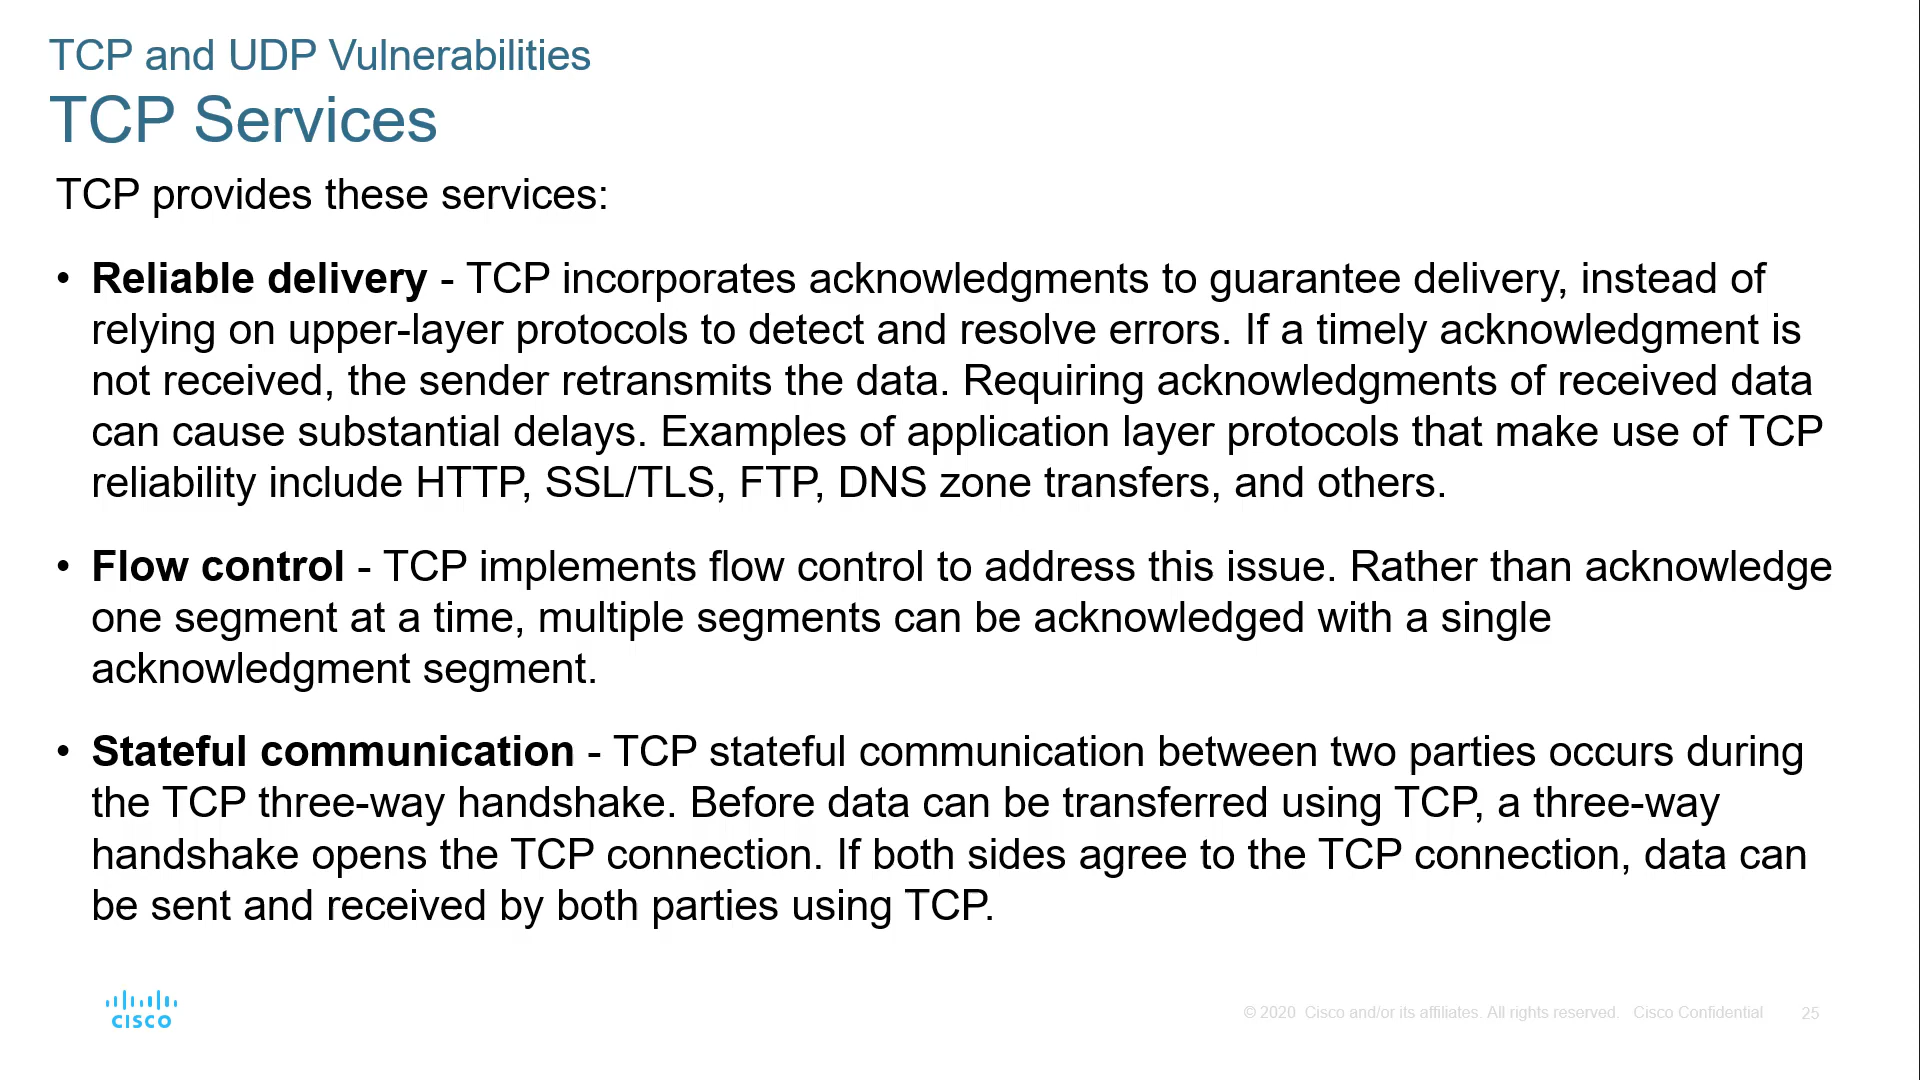 TCP and UDP Vulnerabilities
TCP Services
TCP provides these services:
• Reliable delivery - TCP incorporates acknowledgments to guarantee delivery, instead of
relying on upper-layer protocols to detect and resolve errors. If a timely acknowledgment is
not received, the sender retransmits the data. Requiring acknowledgments of received data
can cause substantial delays. Examples of application layer protocols that make use of TCP
reliability include HTTP, SSL/TLS, FTP, DNS zone transfers, and others.
• Flow control - TCP implements flow control to address this issue. Rather than acknowledge
one segment at a time, multiple segments can be acknowledged with a single
acknowledgment segment.
• Stateful communication - TCP stateful communication between two parties occurs during
the TCP three-way handshake. Before data can be transferred using TCP, a three-way
handshake opens the TCP connection. If both sides agree to the TCP connection, data can
be sent and received by both parties using TCP.
CISCO
© 2020 Cisco and/or its affiliates. All rights reserved. Cisco Confidential 25